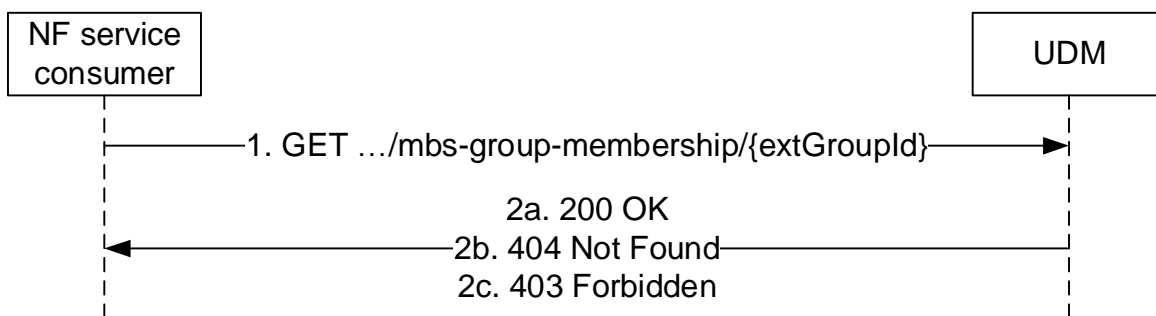 NF service
consumer
UDM
1. GET …/mbs-group-membership/{extGroupId}
2a. 200 OK
2b. 404 Not Found
2c. 403 Forbidden